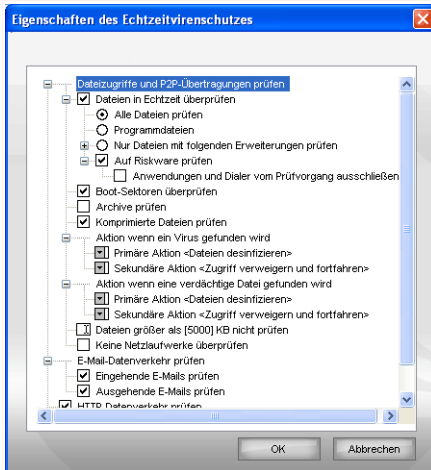 Eigenschaften des Echtzeitvirenschutzes
Dateizugriffe und P2P-Übertragungen prüfen
Dateien in Echtzeit überprüfen
Alle Dateien prüfen
Programmdateien
Nur Dateien mit folgenden Erweiterungen prüfen
Auf Riskware prüfen
Anwendungen und Dialer vom Prüfvorgang ausschließen
Boot-Sektoren überprüfen
Archive prüfen
Komprimierte Dateien prüfen
Aktion wenn ein Virus gefunden wird
Primäre Aktion <Dateien desinfizieren>
Sekundäre Aktion <Zugriff verweigern und fortfahren>
Aktion wenn eine verdächtige Datei gefunden wird
Primäre Aktion <Dateien desinfizieren>
Sekundäre Aktion <Zugriff verweigern und fortfahren>
Dateien größer als [5000] KB nicht prüfen
Keine Netzlaufwerke überprüfen
E-Mail-Datenverkehr prüfen
Eingehende E-Mails prüfen
Ausgehende E-Mails prüfen
HTTP Datenverkehr prüfen
OK Abbrechen